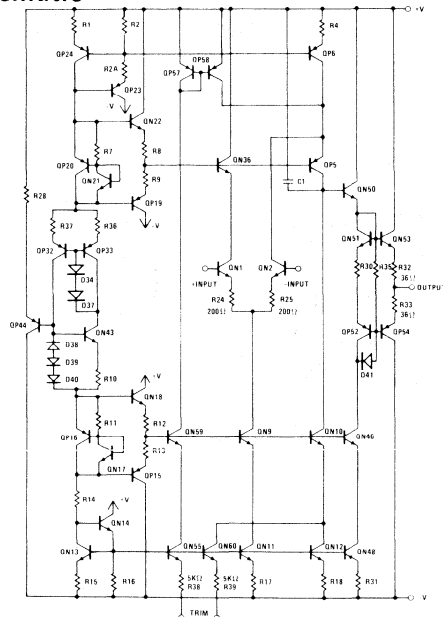 +V
R1
R2
R4
QP24
QP58
QP6
R2A
QP57
QP23
-V
QN22
R7
R8
QP20
QN36
QP5
QN21
R9
C1
QN50
R28
QP19
-V
R37
R36
QN51
QN53
QP32
QP33
QN1
QN2
R30
R35
R32
36Ω
+INPUT
-INPUT
OUTPUT
D34
R24
200Ω
R25
200Ω
R33
36Ω
D37
QP44
QN43
QP52
QP54
D38
D39
D41
D40
R10
+V
QN18
R11
R12
QN59
QN9
QN10
QN46
QP16
R13
QN17
QP15
R14
+V
QN14
QN13
QN55
QN60
QN11
QN12
QN48
R15
R16
5KΩ
R38
5KΩ
R39
R17
R18
R31
-V
TRIM